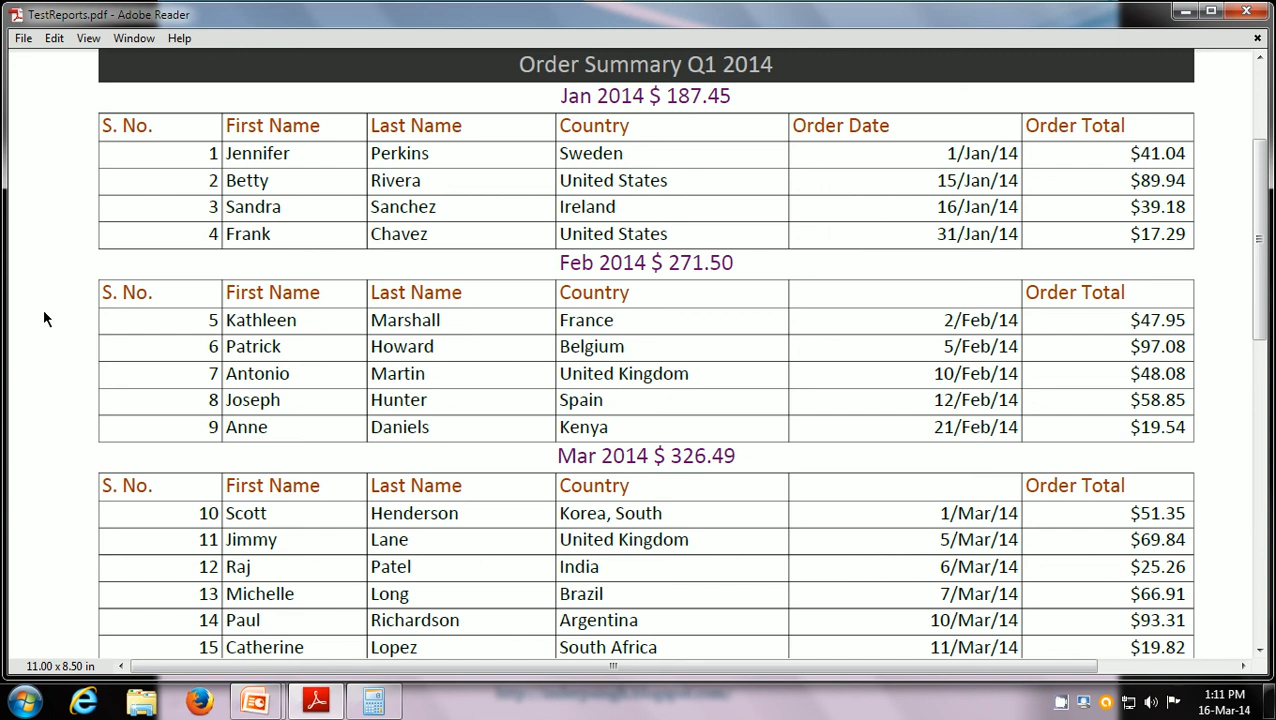 TestReports.pdf - Adobe Reader
File Edit View Window Help
Order Summary Q1 2014
Jan 2014 $ 187.45
S. No. First Name Last Name Country Order Date Order Total
1 Jennifer Perkins Sweden 1/Jan/14 $41.04
2 Betty Rivera United States 15/Jan/14 $89.94
3 Sandra Sanchez Ireland 16/Jan/14 $39.18
4 Frank Chavez United States 31/Jan/14 $17.29
Feb 2014 $ 271.50
S. No. First Name Last Name Country Order Total
5 Kathleen Marshall France 2/Feb/14 $47.95
6 Patrick Howard Belgium 5/Feb/14 $97.08
7 Antonio Martin United Kingdom 10/Feb/14 $48.08
8 Joseph Hunter Spain 12/Feb/14 $58.85
9 Anne Daniels Kenya 21/Feb/14 $19.54
Mar 2014 $ 326.49
S. No. First Name Last Name Country Order Total
10 Scott Henderson Korea, South 1/Mar/14 $51.35
11 Jimmy Lane United Kingdom 5/Mar/14 $69.84
12 Raj Patel India 6/Mar/14 $25.26
13 Michelle Long Brazil 7/Mar/14 $66.91
14 Paul Richardson Argentina 10/Mar/14 $93.31
15 Catherine Lopez South Africa 11/Mar/14 $19.82
11.00 x 8.50 in
1:11 PM
16-Mar-14